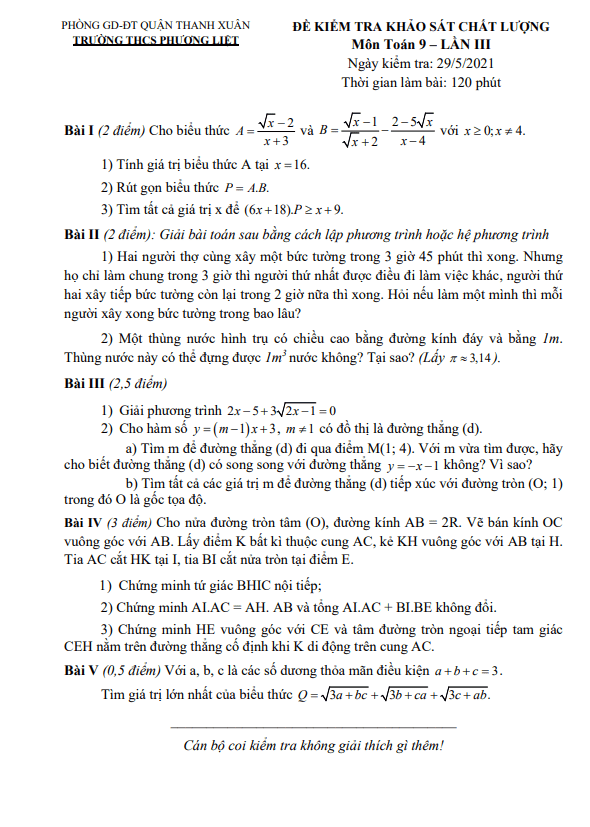 PHÒNG GD-ĐT QUẬN THANH XUÂN
TRƯỜNG THCS PHƯƠNG LIỆT
ĐỀ KIỂM TRA KHẢO SÁT CHẤT LƯỢNG
Môn Toán 9 – LẦN III
Ngày kiểm tra: 29/5/2021
Thời gian làm bài: 120 phút
Bài I (2 điểm) Cho biểu thức A = (√x − 2)/(x + 3) và B = (√x − 1)/(√x + 2) − (2 − 5√x)/(x − 4) với x ≥ 0; x ≠ 4.
1) Tính giá trị biểu thức A tại x = 16.
2) Rút gọn biểu thức P = A.B.
3) Tìm tất cả giá trị x để (6x + 18).P ≥ x + 9.
Bài II (2 điểm): Giải bài toán sau bằng cách lập phương trình hoặc hệ phương trình
1) Hai người thợ cùng xây một bức tường trong 3 giờ 45 phút thì xong. Nhưng
họ chỉ làm chung trong 3 giờ thì người thứ nhất được điều đi làm việc khác, người thứ
hai xây tiếp bức tường còn lại trong 2 giờ nữa thì xong. Hỏi nếu làm một mình thì mỗi
người xây xong bức tường trong bao lâu?
2) Một thùng nước hình trụ có chiều cao bằng đường kính đáy và bằng 1m.
Thùng nước này có thể đựng được 1m³ nước không? Tại sao? (Lấy π ≈ 3,14).
Bài III (2,5 điểm)
1) Giải phương trình 2x − 5 + 3√(2x − 1) = 0
2) Cho hàm số y = (m − 1)x + 3, m ≠ 1 có đồ thị là đường thẳng (d).
a) Tìm m để đường thẳng (d) đi qua điểm M(1; 4). Với m vừa tìm được, hãy
cho biết đường thẳng (d) có song song với đường thẳng y = −x − 1 không? Vì sao?
b) Tìm tất cả các giá trị m để đường thẳng (d) tiếp xúc với đường tròn (O; 1)
trong đó O là gốc tọa độ.
Bài IV (3 điểm) Cho nửa đường tròn tâm (O), đường kính AB = 2R. Vẽ bán kính OC
vuông góc với AB. Lấy điểm K bất kì thuộc cung AC, kẻ KH vuông góc với AB tại H.
Tia AC cắt HK tại I, tia BI cắt nửa tròn tại điểm E.
1) Chứng minh tứ giác BHIC nội tiếp;
2) Chứng minh AI.AC = AH. AB và tổng AI.AC + BI.BE không đổi.
3) Chứng minh HE vuông góc với CE và tâm đường tròn ngoại tiếp tam giác
CEH nằm trên đường thẳng cố định khi K di động trên cung AC.
Bài V (0,5 điểm) Với a, b, c là các số dương thỏa mãn điều kiện a + b + c = 3.
Tìm giá trị lớn nhất của biểu thức Q = √(3a + bc) + √(3b + ca) + √(3c + ab).
Cán bộ coi kiểm tra không giải thích gì thêm!